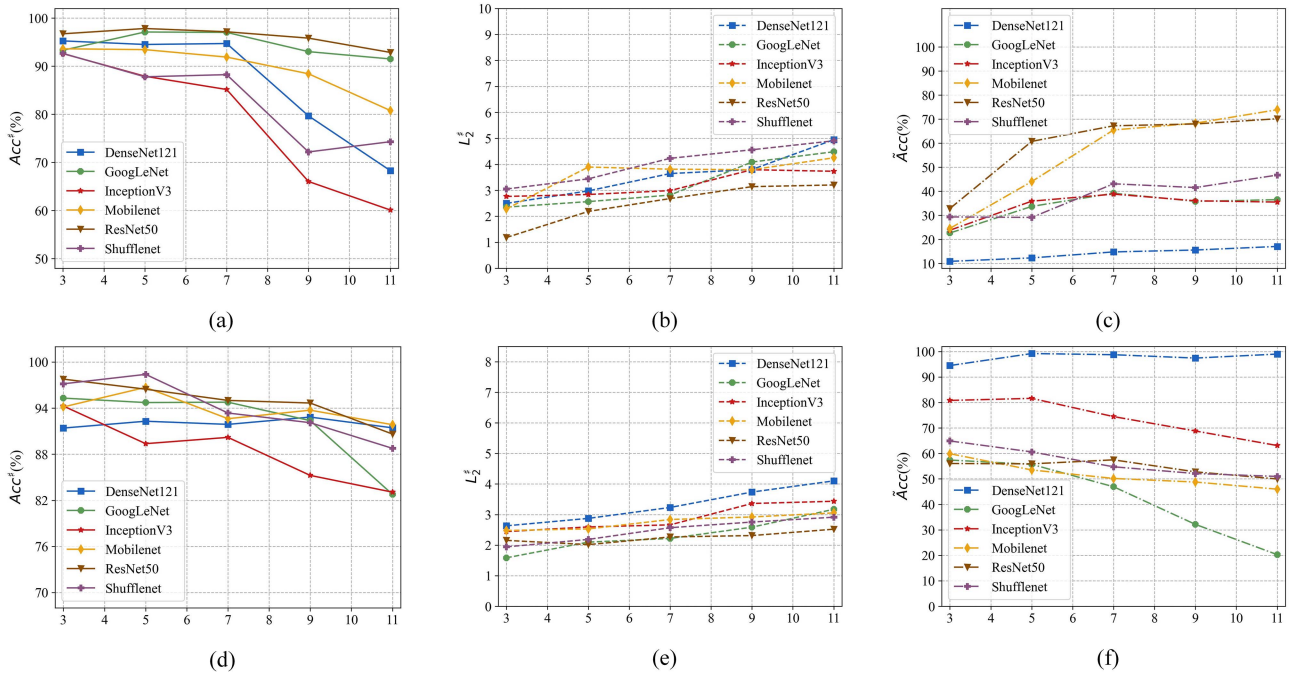 100
90
80
70
60
50
Acc♯(%)
DenseNet121
GoogLeNet
InceptionV3
Mobilenet
ResNet50
Shufflenet
3 4 5 6 7 8 9 10 11
(a)
10
9
8
7
6
5
4
3
2
1
0
L₂♯
DenseNet121
GoogLeNet
InceptionV3
Mobilenet
ResNet50
Shufflenet
3 4 5 6 7 8 9 10 11
(b)
100
90
80
70
60
50
40
30
20
10
Ãcc(%)
DenseNet121
GoogLeNet
InceptionV3
Mobilenet
ResNet50
Shufflenet
3 4 5 6 7 8 9 10 11
(c)
100
94
88
82
76
70
Acc♯(%)
DenseNet121
GoogLeNet
InceptionV3
Mobilenet
ResNet50
Shufflenet
3 4 5 6 7 8 9 10 11
(d)
8
7
6
5
4
3
2
1
0
L₂♯
DenseNet121
GoogLeNet
InceptionV3
Mobilenet
ResNet50
Shufflenet
3 4 5 6 7 8 9 10 11
(e)
100
90
80
70
60
50
40
30
20
10
0
Ãcc(%)
DenseNet121
GoogLeNet
InceptionV3
Mobilenet
ResNet50
Shufflenet
3 4 5 6 7 8 9 10 11
(f)